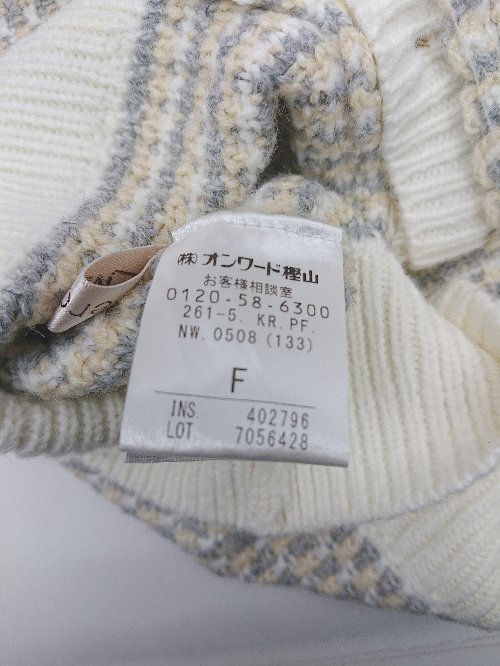 (株) オンワード樫山
お客様相談室
0120-58-6300
261-5. KR. PF.
NW. 0508 (133)
F
INS. 402796
LOT 7056428